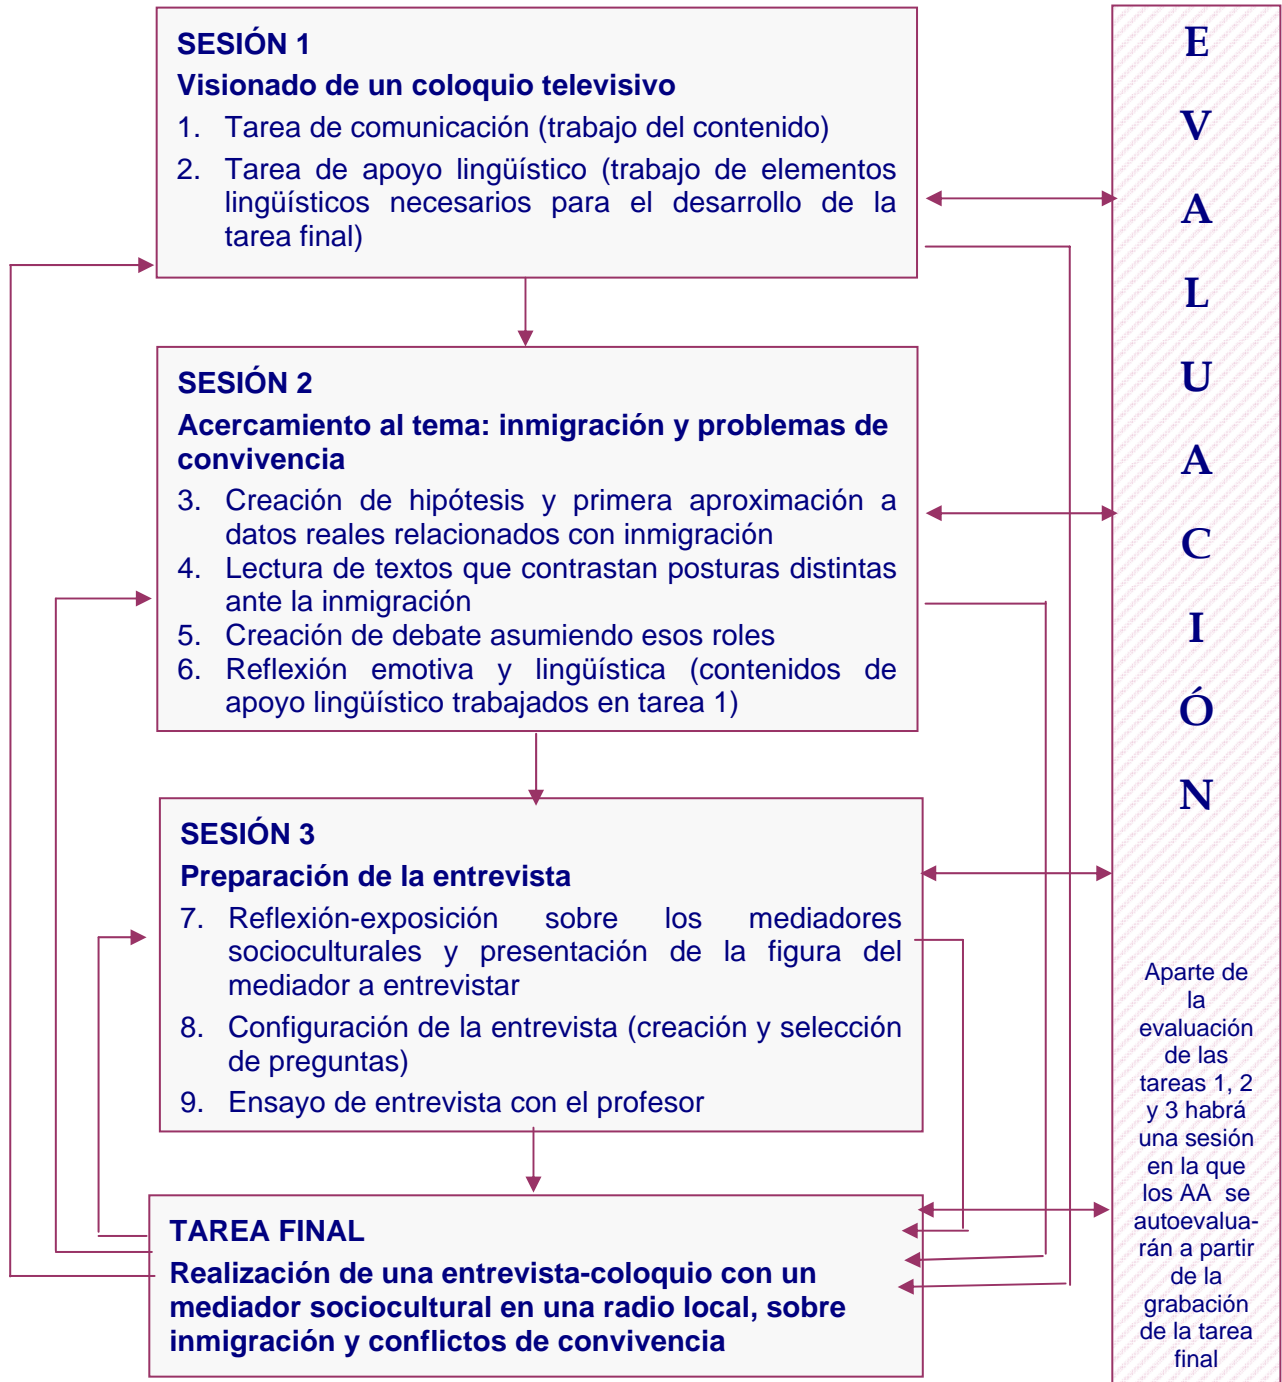 SESIÓN 1
Visionado de un coloquio televisivo
1. Tarea de comunicación (trabajo del contenido)
2. Tarea de apoyo lingüístico (trabajo de elementos
lingüísticos necesarios para el desarrollo de la
tarea final)
SESIÓN 2
Acercamiento al tema: inmigración y problemas de
convivencia
3. Creación de hipótesis y primera aproximación a
datos reales relacionados con inmigración
4. Lectura de textos que contrastan posturas distintas
ante la inmigración
5. Creación de debate asumiendo esos roles
6. Reflexión emotiva y lingüística (contenidos de
apoyo lingüístico trabajados en tarea 1)
SESIÓN 3
Preparación de la entrevista
7. Reflexión-exposición sobre los mediadores
socioculturales y presentación de la figura del
mediador a entrevistar
8. Configuración de la entrevista (creación y selección
de preguntas)
9. Ensayo de entrevista con el profesor
TAREA FINAL
Realización de una entrevista-coloquio con un
mediador sociocultural en una radio local, sobre
inmigración y conflictos de convivencia
E
V
A
L
U
A
C
I
Ó
N
Aparte de
la
evaluación
de las
tareas 1, 2
y 3 habrá
una sesión
en la que
los AA se
autoevalua-
rán a partir
de la
grabación
de la tarea
final